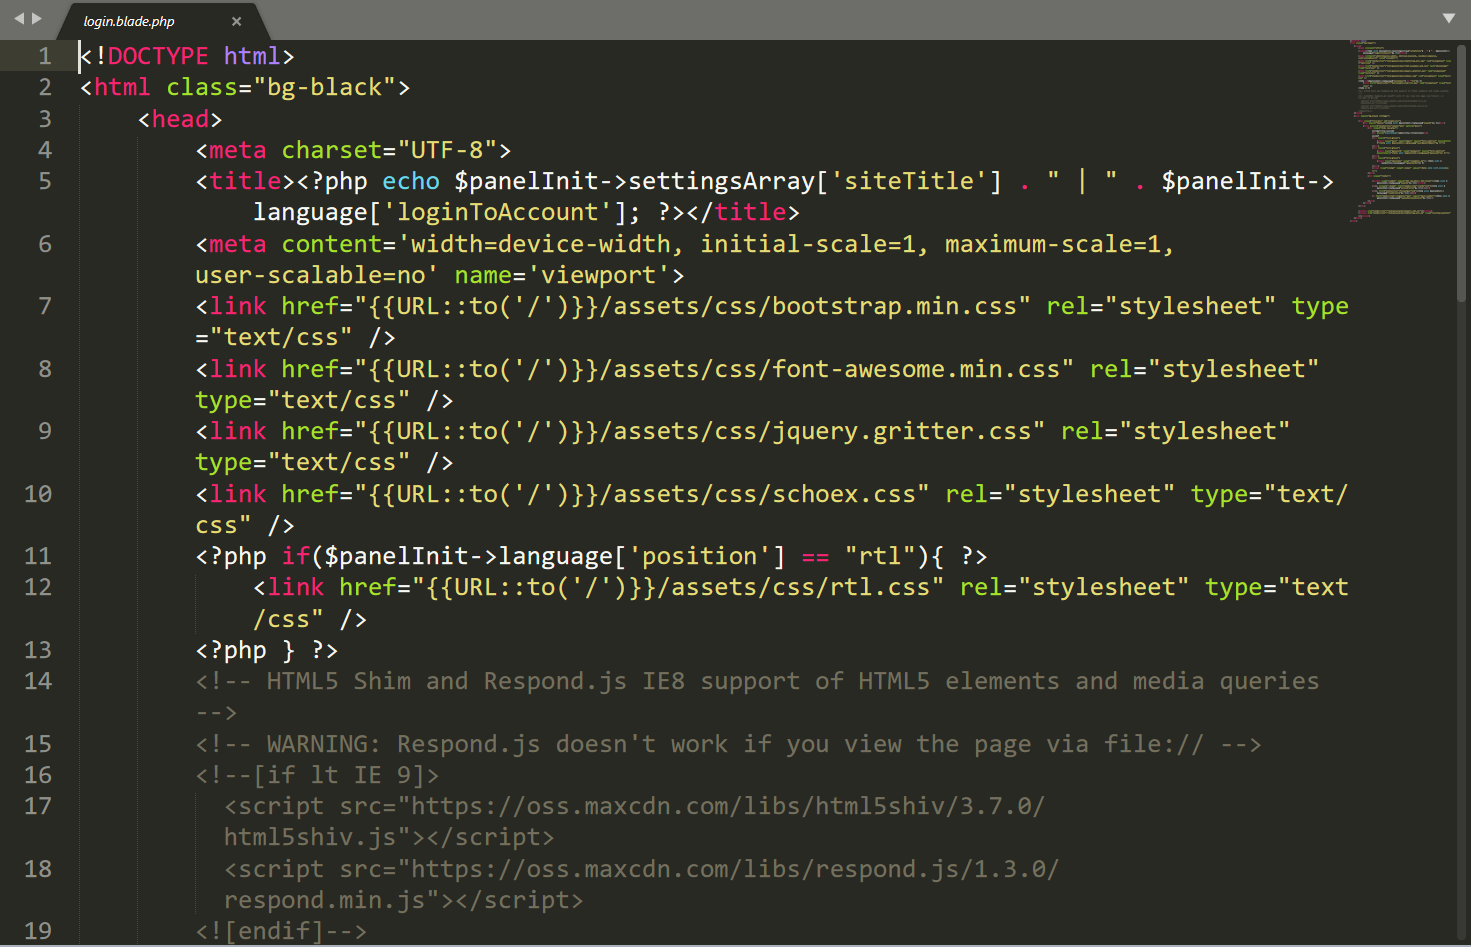 login.blade.php ×
1 <!DOCTYPE html>
2 <html class="bg-black">
3 <head>
4 <meta charset="UTF-8">
5 <title><?php echo $panelInit->settingsArray['siteTitle'] . " | " . $panelInit->
language['loginToAccount']; ?></title>
6 <meta content='width=device-width, initial-scale=1, maximum-scale=1,
user-scalable=no' name='viewport'>
7 <link href="{{URL::to('/')}}/assets/css/bootstrap.min.css" rel="stylesheet" type
="text/css" />
8 <link href="{{URL::to('/')}}/assets/css/font-awesome.min.css" rel="stylesheet"
type="text/css" />
9 <link href="{{URL::to('/')}}/assets/css/jquery.gritter.css" rel="stylesheet"
type="text/css" />
10 <link href="{{URL::to('/')}}/assets/css/schoex.css" rel="stylesheet" type="text/
css" />
11 <?php if($panelInit->language['position'] == "rtl"){ ?>
12 <link href="{{URL::to('/')}}/assets/css/rtl.css" rel="stylesheet" type="text
/css" />
13 <?php } ?>
14 <!-- HTML5 Shim and Respond.js IE8 support of HTML5 elements and media queries
-->
15 <!-- WARNING: Respond.js doesn't work if you view the page via file:// -->
16 <!--[if lt IE 9]>
17 <script src="https://oss.maxcdn.com/libs/html5shiv/3.7.0/
html5shiv.js"></script>
18 <script src="https://oss.maxcdn.com/libs/respond.js/1.3.0/
respond.min.js"></script>
19 <![endif]-->